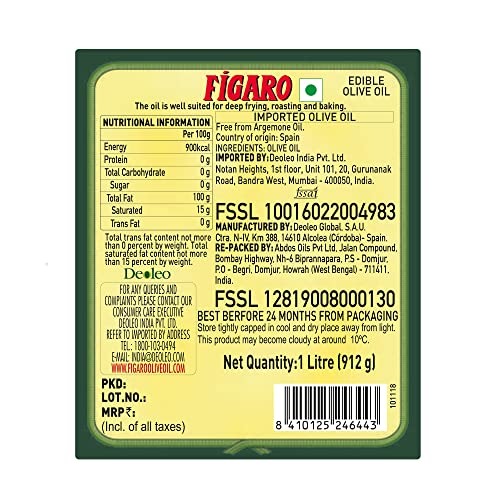 FIGARO
EDIBLE
OLIVE OIL
The oil is well suited for deep frying, roasting and baking.
NUTRITIONAL INFORMATION
Per 100g
Energy 900kcal
Protein 0 g
Total Carbohydrate 0 g
Sugar 0 g
Total Fat 100 g
Saturated 15 g
Trans Fat 0 g
Total trans fat content not more
than 0 percent by weight. Total
saturated fat content not more
than 15 percent by weight.
Deoleo
FOR ANY QUERIES AND
COMPLAINTS PLEASE CONTACT OUR
CONSUMER CARE EXECUTIVE
DEOLEO INDIA PVT. LTD.
REFER TO IMPORTED BY ADDRESS
TEL.: 1800-103-0494
E-MAIL: INDIA@DEOLEO.COM
WWW.FIGAROOLIVEOIL.COM
PKD:
LOT.NO.:
MRP₹:
(Incl. of all taxes)
IMPORTED OLIVE OIL
Free from Argemone Oil.
Country of origin: Spain
INGREDIENTS: OLIVE OIL
IMPORTED BY:Deoleo India Pvt. Ltd.
Notan Heights, 1st floor, Unit 101, 20, Gurunanak
Road, Bandra West, Mumbai - 400050, India.
fssai
FSSL 10016022004983
MANUFACTURED BY: Deoleo Global, S.A.U.
Ctra. N-IV, Km 388, 14610 Alcolea (Córdoba)- Spain.
RE-PACKED BY: Abdos Oils Pvt Ltd, Jalan Compound,
Bombay Highway, Nh-6 Biprannapara, P.S - Domjur,
P.O - Begri, Domjur, Howrah (West Bengal) - 711411,
India.
FSSL 12819008000130
BEST BERFORE 24 MONTHS FROM PACKAGING
Store tightly capped in cool and dry place away from light.
This product may become cloudy at around 10ºC.
Net Quantity:1 Litre (912 g)
8 410125 246443
101118